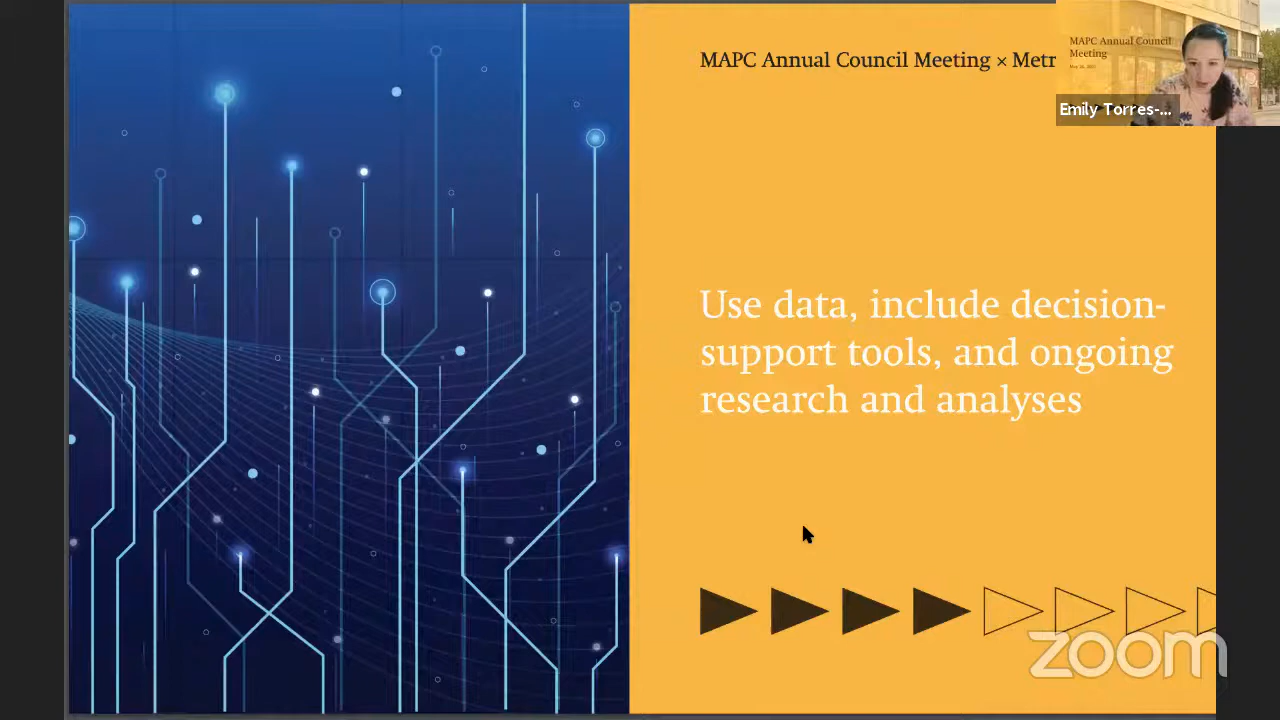 MAPC Annual Council Meeting × Metr
MAPC Annual Council
Meeting
Emily Torres-...
Use data, include decision-
support tools, and ongoing
research and analyses
zoom